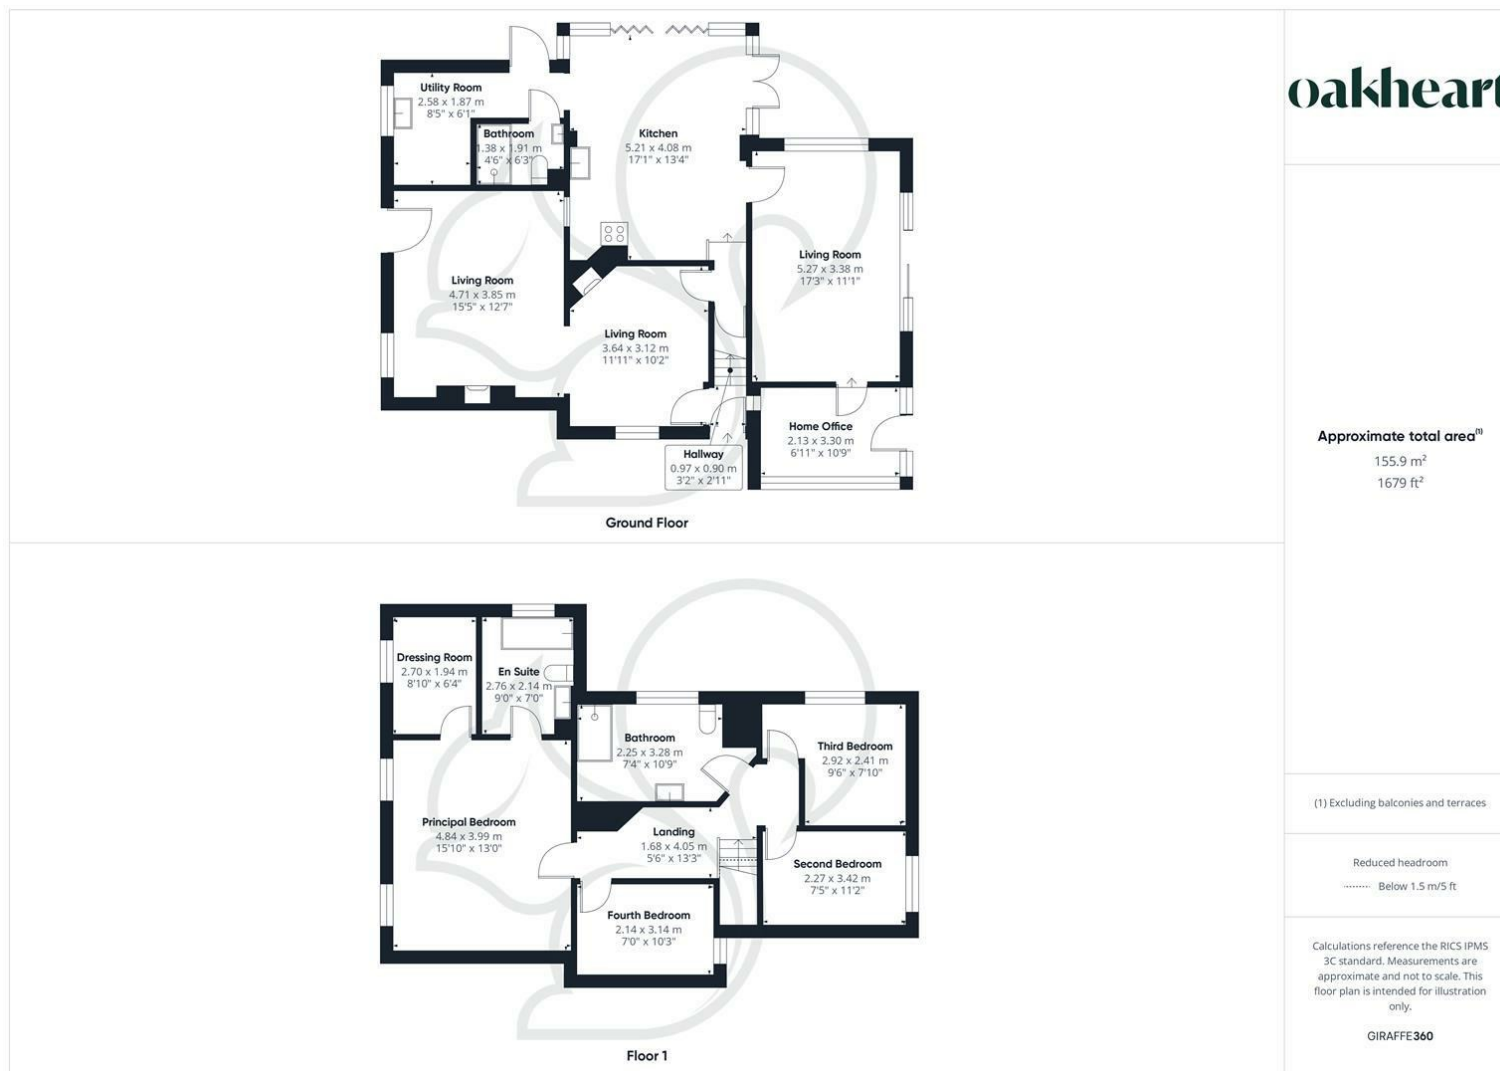 Utility Room
2.58 x 1.87 m
8'5" x 6'1"
Bathroom
1.38 x 1.91 m
4'6" x 6'3"
Kitchen
5.21 x 4.08 m
17'1" x 13'4"
Living Room
5.27 x 3.38 m
17'3" x 11'1"
Living Room
4.71 x 3.85 m
15'5" x 12'7"
Living Room
3.64 x 3.12 m
11'11" x 10'2"
Home Office
2.13 x 3.30 m
6'11" x 10'9"
Hallway
0.97 x 0.90 m
3'2" x 2'11"
Ground Floor
Dressing Room
2.70 x 1.94 m
8'10" x 6'4"
En Suite
2.76 x 2.14 m
9'0" x 7'0"
Bathroom
2.25 x 3.28 m
7'4" x 10'9"
Third Bedroom
2.92 x 2.41 m
9'6" x 7'10"
Principal Bedroom
4.84 x 3.99 m
15'10" x 13'0"
Landing
1.68 x 4.05 m
5'6" x 13'3"
Second Bedroom
2.27 x 3.42 m
7'5" x 11'2"
Fourth Bedroom
2.14 x 3.14 m
7'0" x 10'3"
Floor 1
oakheart
Approximate total area(1)
155.9 m²
1679 ft²
(1) Excluding balconies and terraces
Reduced headroom
Below 1.5 m/5 ft
Calculations reference the RICS IPMS
3C standard. Measurements are
approximate and not to scale. This
floor plan is intended for illustration
only.
GIRAFFE360